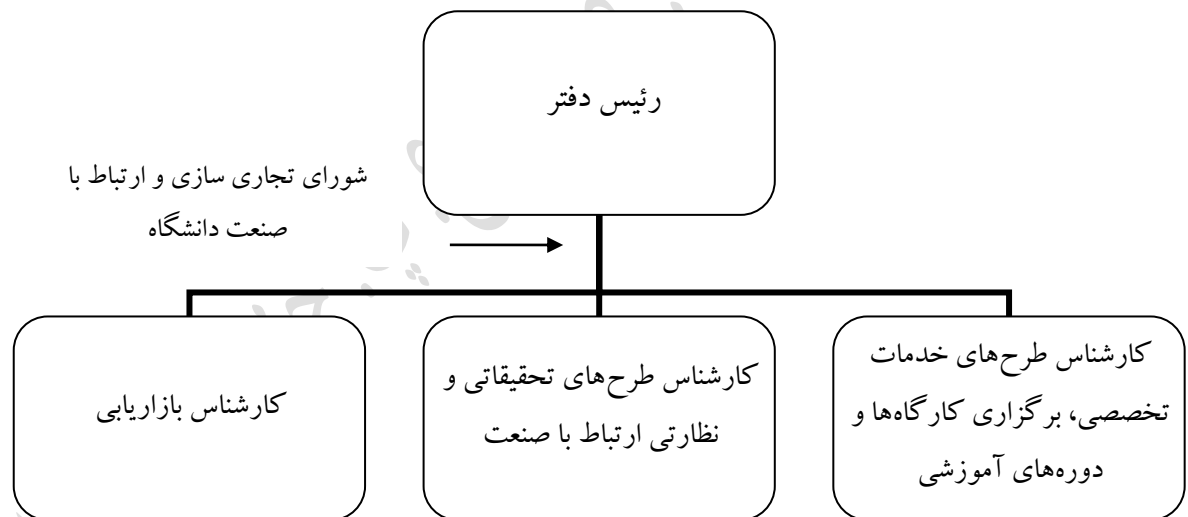 رئیس دفتر
شورای تجاری سازی و ارتباط با
صنعت دانشگاه
کارشناس طرح‌های خدمات
تخصصی، برگزاری کارگاه‌ها و
دوره‌های آموزشی
کارشناس طرح‌های تحقیقاتی و
نظارتی ارتباط با صنعت
کارشناس بازاریابی